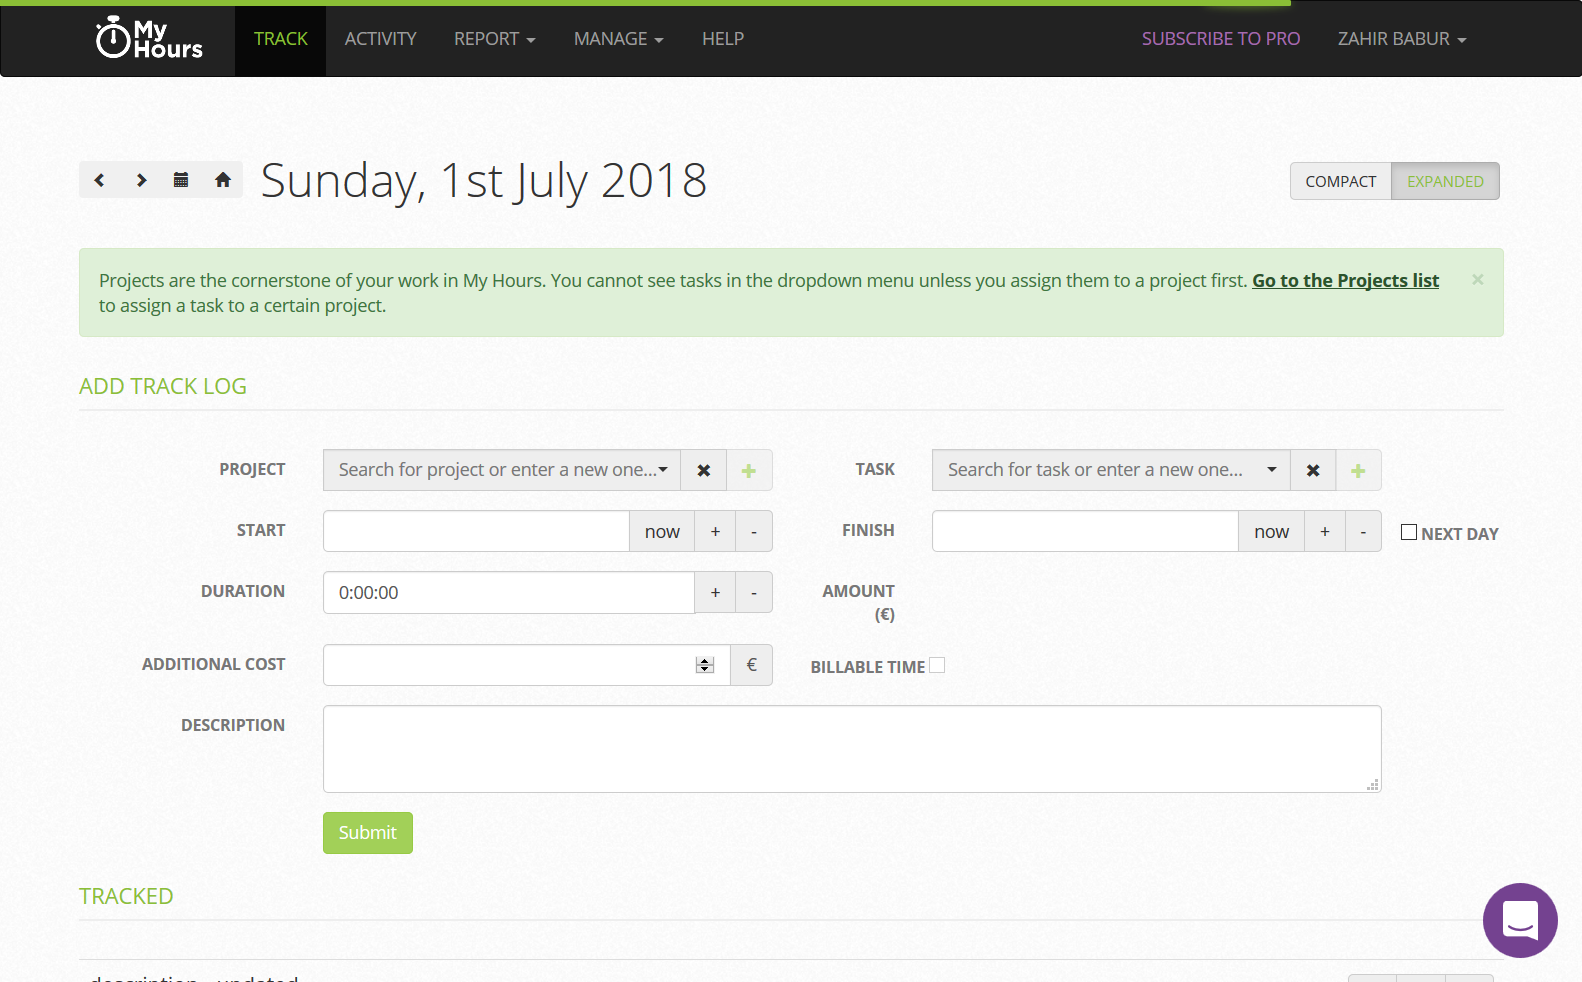 My Hours TRACK ACTIVITY REPORT MANAGE HELP SUBSCRIBE TO PRO ZAHIR BABUR
Sunday, 1st July 2018 COMPACT EXPANDED
Projects are the cornerstone of your work in My Hours. You cannot see tasks in the dropdown menu unless you assign them to a project first. Go to the Projects list ×
to assign a task to a certain project.
ADD TRACK LOG
PROJECT Search for project or enter a new one... TASK Search for task or enter a new one...
START now + - FINISH now + - NEXT DAY
DURATION 0:00:00 + - AMOUNT
(€)
ADDITIONAL COST € BILLABLE TIME
DESCRIPTION
Submit
TRACKED
description - updated